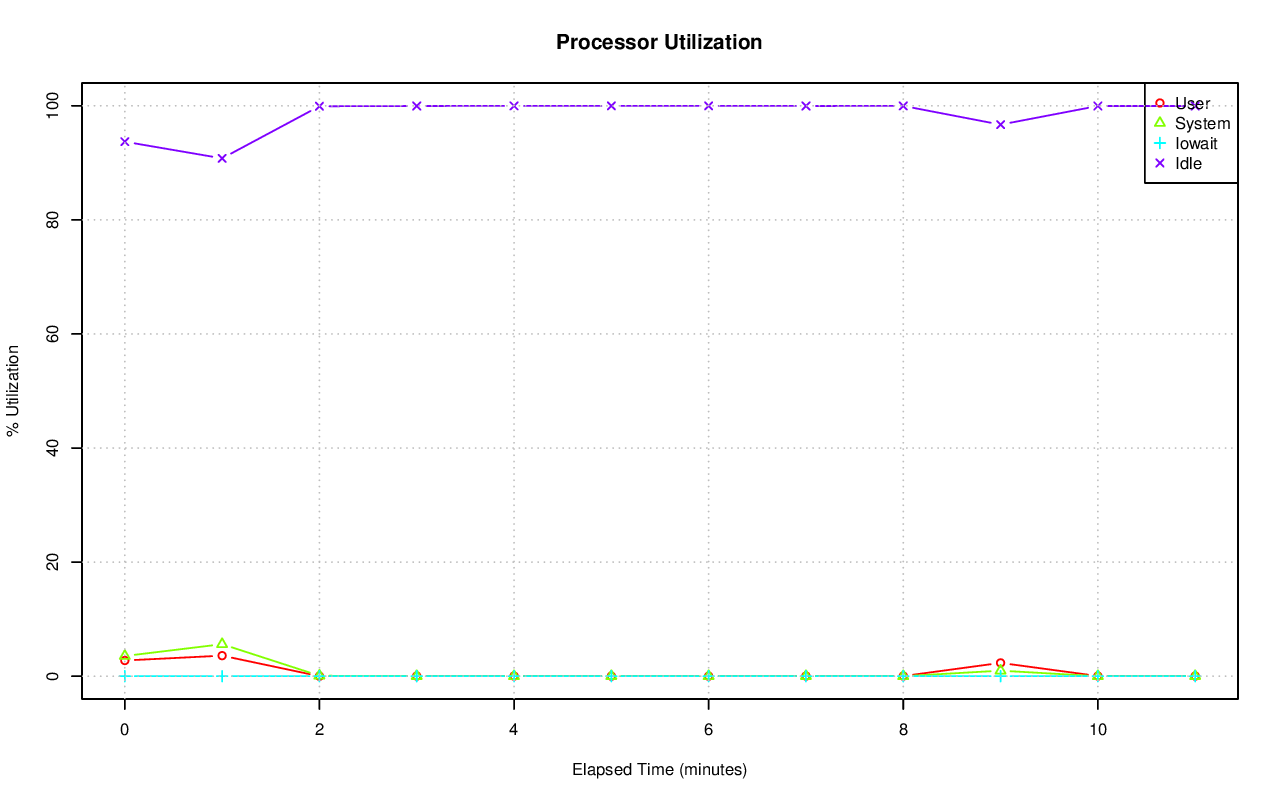 Processor Utilization
% Utilization
100
80
60
40
20
0
User
System
Iowait
Idle
0 2 4 6 8 10
Elapsed Time (minutes)